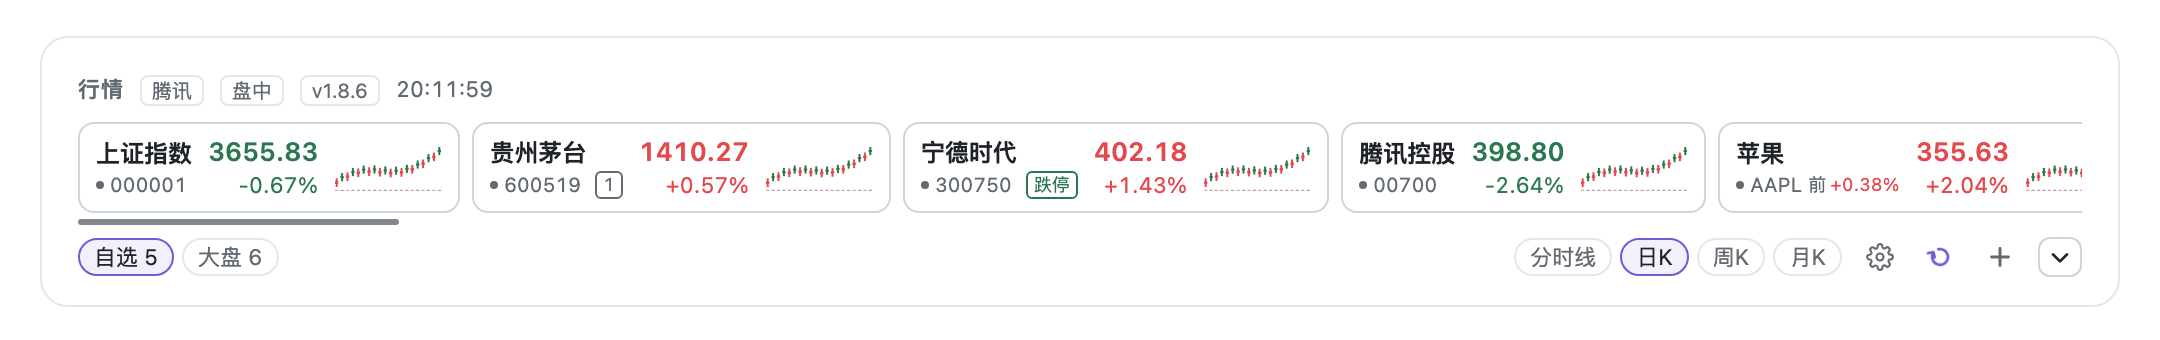 行情 腾讯 盘中 v1.8.6 20:11:59
上证指数 3655.83 贵州茅台 1410.27 宁德时代 402.18 腾讯控股 398.80 苹果 355.63
000001 -0.67% 600519 1 +0.57% 300750 跌停 +1.43% 00700 -2.64% AAPL 前 +0.38% +2.04%
自选 5 大盘 6 分时线 日K 周K 月K